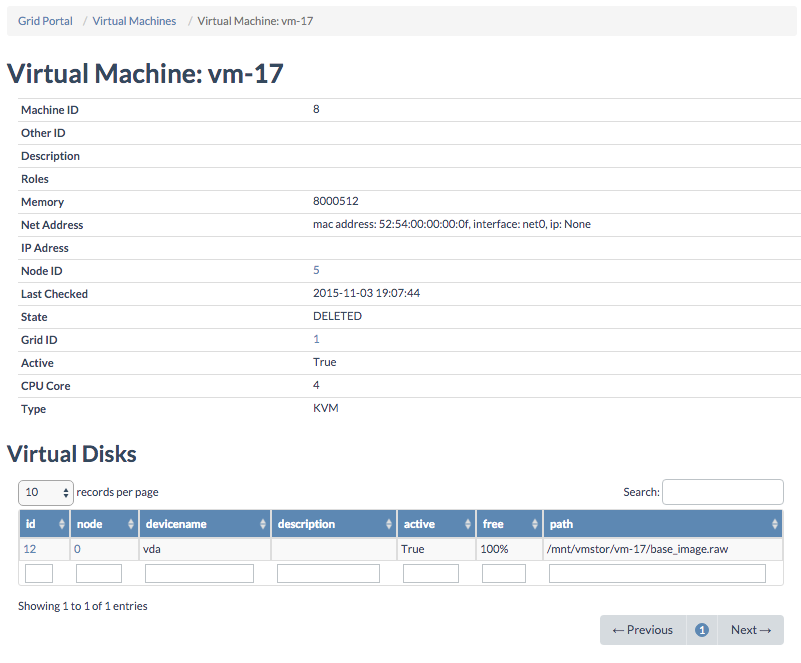 Grid Portal / Virtual Machines / Virtual Machine: vm-17
Virtual Machine: vm-17
Machine ID 8
Other ID
Description
Roles
Memory 8000512
Net Address mac address: 52:54:00:00:00:0f, interface: net0, ip: None
IP Adress
Node ID 5
Last Checked 2015-11-03 19:07:44
State DELETED
Grid ID 1
Active True
CPU Core 4
Type KVM
Virtual Disks
10 records per page Search:
id node devicename description active free path
12 0 vda True 100% /mnt/vmstor/vm-17/base_image.raw
Showing 1 to 1 of 1 entries
← Previous 1 Next →